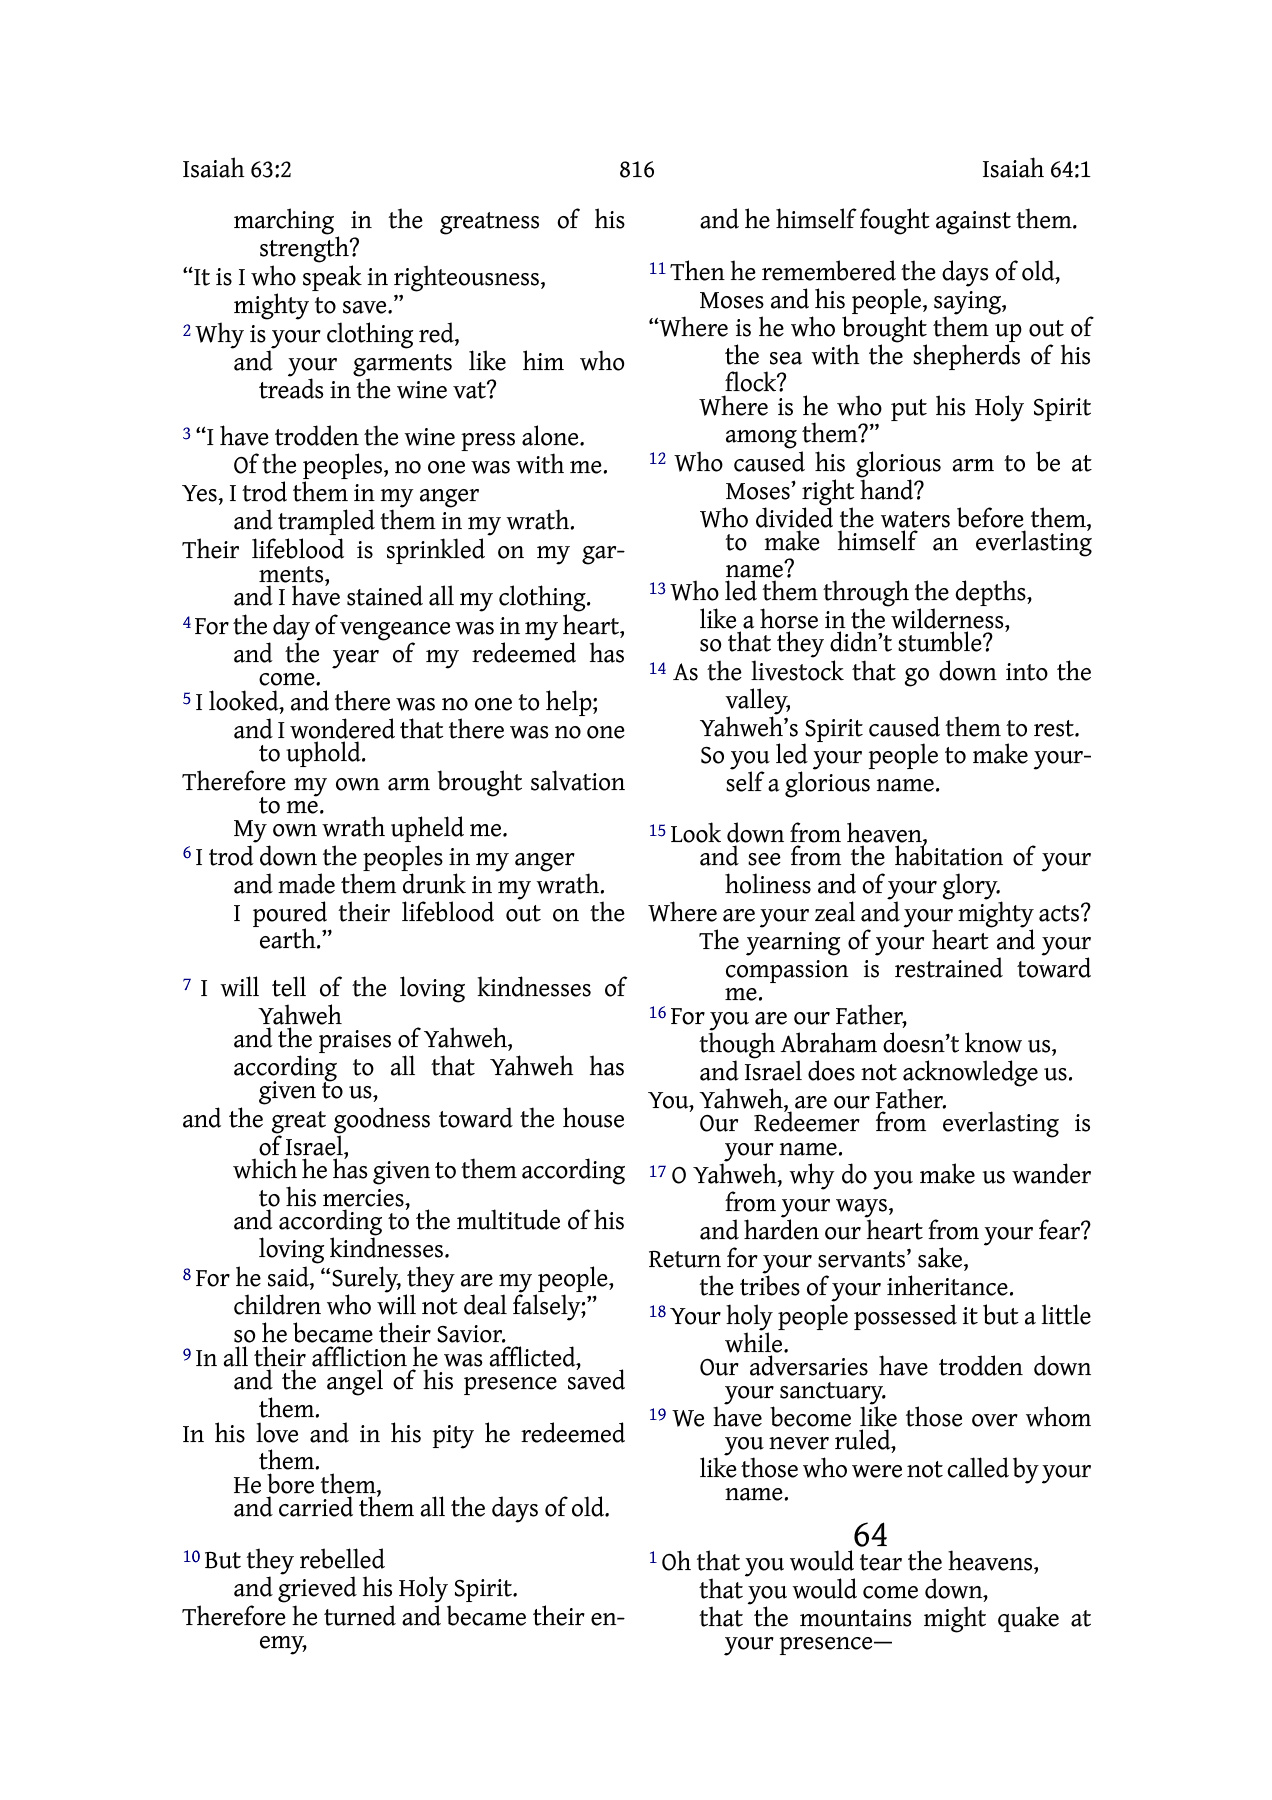 Isaiah 63:2 816 Isaiah 64:1
marching in the greatness of his
strength?
“It is I who speak in righteousness,
mighty to save.”
2 Why is your clothing red,
and your garments like him who
treads in the wine vat?
3 “I have trodden the wine press alone.
Of the peoples, no one was with me.
Yes, I trod them in my anger
and trampled them in my wrath.
Their lifeblood is sprinkled on my gar-
ments,
and I have stained all my clothing.
4 For the day of vengeance was in my heart,
and the year of my redeemed has
come.
5 I looked, and there was no one to help;
and I wondered that there was no one
to uphold.
Therefore my own arm brought salvation
to me.
My own wrath upheld me.
6 I trod down the peoples in my anger
and made them drunk in my wrath.
I poured their lifeblood out on the
earth.”
7 I will tell of the loving kindnesses of
Yahweh
and the praises of Yahweh,
according to all that Yahweh has
given to us,
and the great goodness toward the house
of Israel,
which he has given to them according
to his mercies,
and according to the multitude of his
loving kindnesses.
8 For he said, “Surely, they are my people,
children who will not deal falsely;”
so he became their Savior.
9 In all their affliction he was afflicted,
and the angel of his presence saved
them.
In his love and in his pity he redeemed
them.
He bore them,
and carried them all the days of old.
10 But they rebelled
and grieved his Holy Spirit.
Therefore he turned and became their en-
emy,
and he himself fought against them.
11 Then he remembered the days of old,
Moses and his people, saying,
“Where is he who brought them up out of
the sea with the shepherds of his
flock?
Where is he who put his Holy Spirit
among them?”
12 Who caused his glorious arm to be at
Moses’ right hand?
Who divided the waters before them,
to make himself an everlasting
name?
13 Who led them through the depths,
like a horse in the wilderness,
so that they didn’t stumble?
14 As the livestock that go down into the
valley,
Yahweh’s Spirit caused them to rest.
So you led your people to make your-
self a glorious name.
15 Look down from heaven,
and see from the habitation of your
holiness and of your glory.
Where are your zeal and your mighty acts?
The yearning of your heart and your
compassion is restrained toward
me.
16 For you are our Father,
though Abraham doesn’t know us,
and Israel does not acknowledge us.
You, Yahweh, are our Father.
Our Redeemer from everlasting is
your name.
17 O Yahweh, why do you make us wander
from your ways,
and harden our heart from your fear?
Return for your servants’ sake,
the tribes of your inheritance.
18 Your holy people possessed it but a little
while.
Our adversaries have trodden down
your sanctuary.
19 We have become like those over whom
you never ruled,
like those who were not called by your
name.
64
1 Oh that you would tear the heavens,
that you would come down,
that the mountains might quake at
your presence—